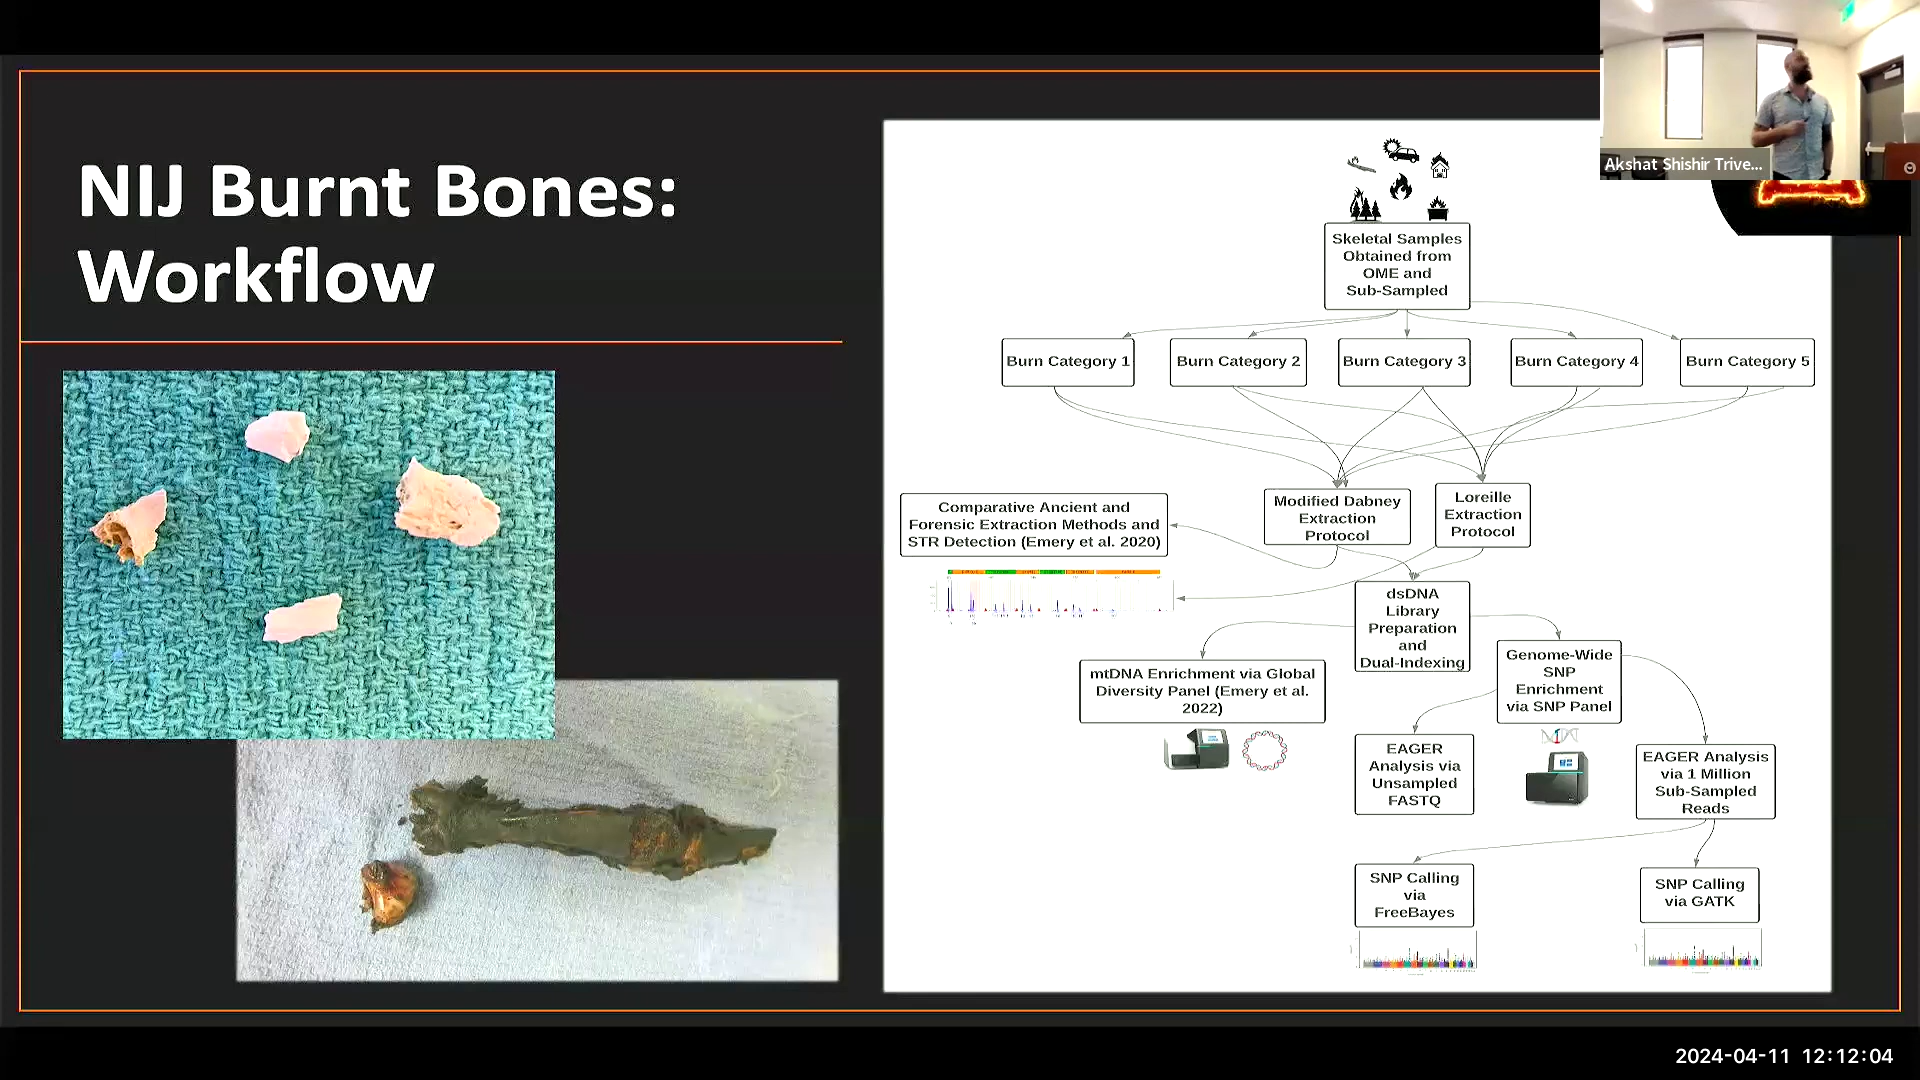 NIJ Burnt Bones:
Workflow
Akshat Shishir Trive...
Skeletal Samples
Obtained from
OME and
Sub-Sampled
Burn Category 1
Burn Category 2
Burn Category 3
Burn Category 4
Burn Category 5
Comparative Ancient and
Forensic Extraction Methods and
STR Detection (Emery et al. 2020)
Modified Dabney
Extraction
Protocol
Loreille
Extraction
Protocol
dsDNA
Library
Preparation
and
Dual-Indexing
mtDNA Enrichment via Global
Diversity Panel (Emery et al.
2022)
Genome-Wide
SNP
Enrichment
via SNP Panel
EAGER
Analysis via
Unsampled
FASTQ
EAGER Analysis
via 1 Million
Sub-Sampled
Reads
SNP Calling
via
FreeBayes
SNP Calling
via GATK
2024-04-11 12:12:04